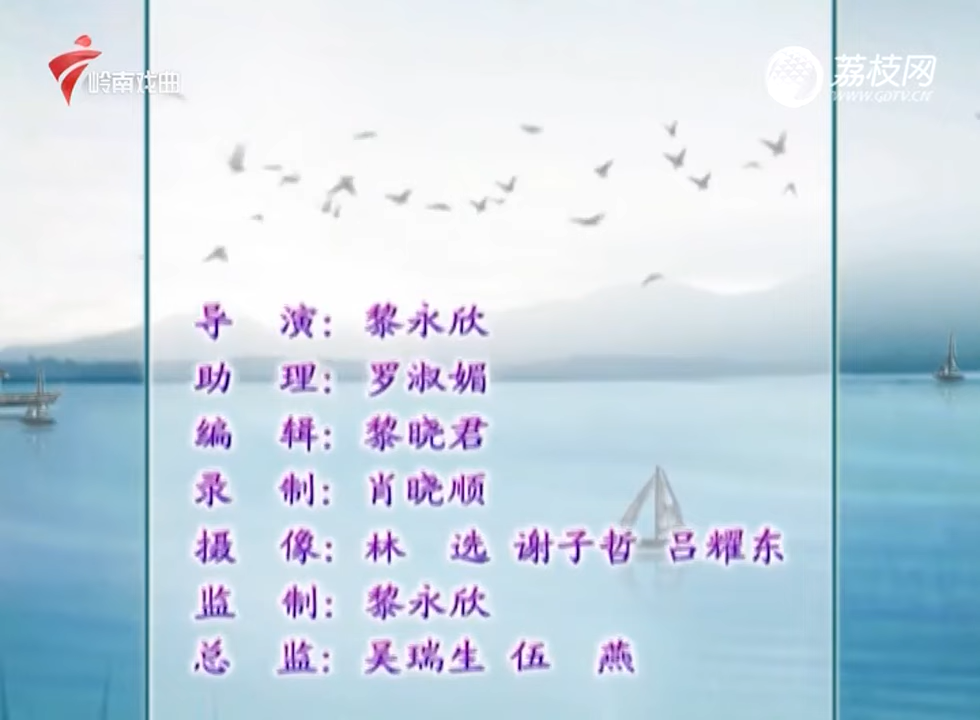 岭南戏曲
荔枝网
WWW.GDTV.CN
导 演：黎永欣
助 理：罗淑媚
编 辑：黎晓君
录 制：肖晓顺
摄 像：林 选 谢子哲 吕耀东
监 制：黎永欣
总 监：吴瑞生 伍 燕